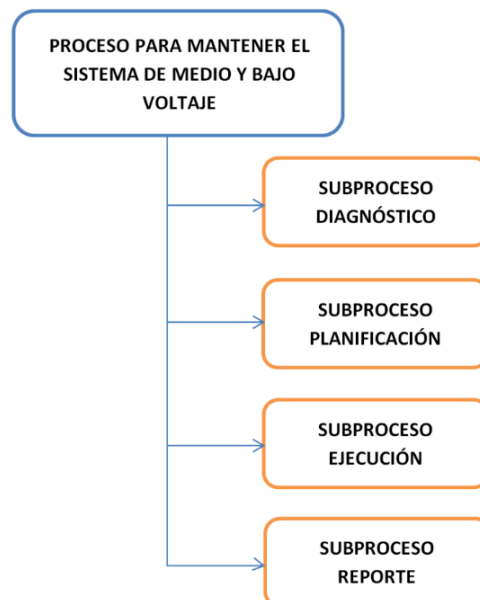 PROCESO PARA MANTENER EL
SISTEMA DE MEDIO Y BAJO
VOLTAJE
SUBPROCESO
DIAGNÓSTICO
SUBPROCESO
PLANIFICACIÓN
SUBPROCESO
EJECUCIÓN
SUBPROCESO
REPORTE